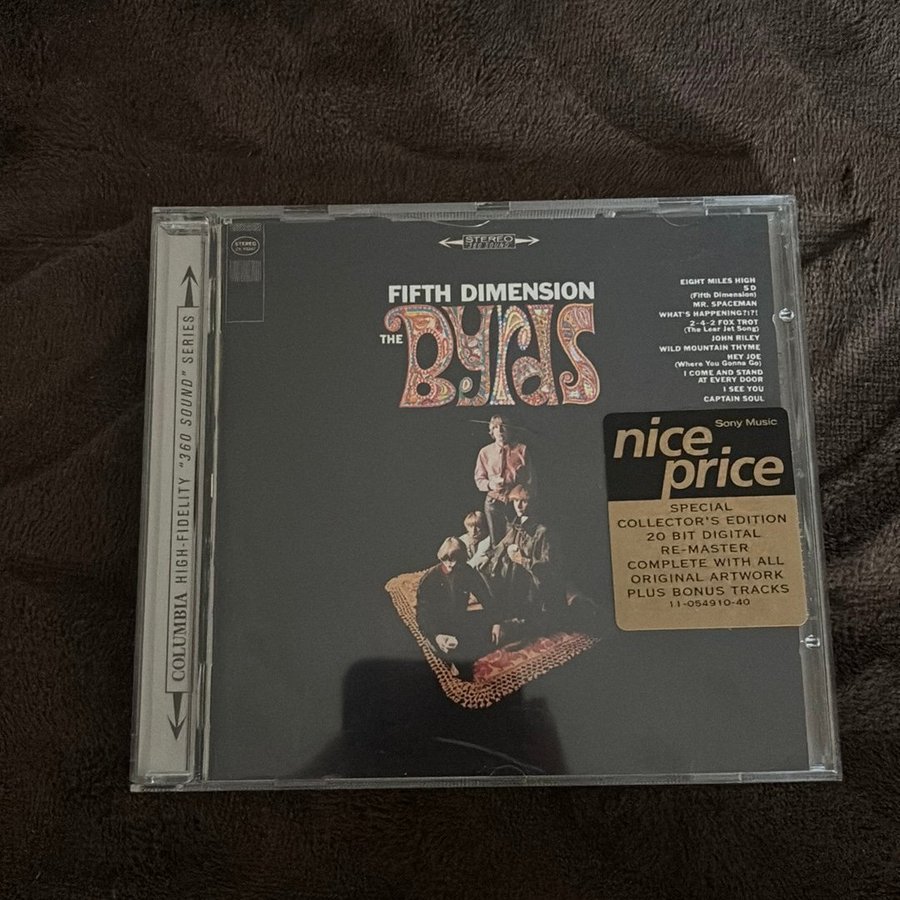 COLUMBIA HIGH-FIDELITY "360 SOUND" SERIES
STEREO
STEREO
360 SOUND
FIFTH DIMENSION
THE BYRDS
EIGHT MILES HIGH
5 D
(Fifth Dimension)
MR. SPACEMAN
WHAT'S HAPPENING?!?!
2-4-2 FOX TROT
(The Lear Jet Song)
JOHN RILEY
WILD MOUNTAIN THYME
HEY JOE
(Where You Gonna Go)
I COME AND STAND
AT EVERY DOOR
I SEE YOU
CAPTAIN SOUL
Sony Music
nice
price
SPECIAL
COLLECTOR'S EDITION
20 BIT DIGITAL
RE-MASTER
COMPLETE WITH ALL
ORIGINAL ARTWORK
PLUS BONUS TRACKS
11-054910-40